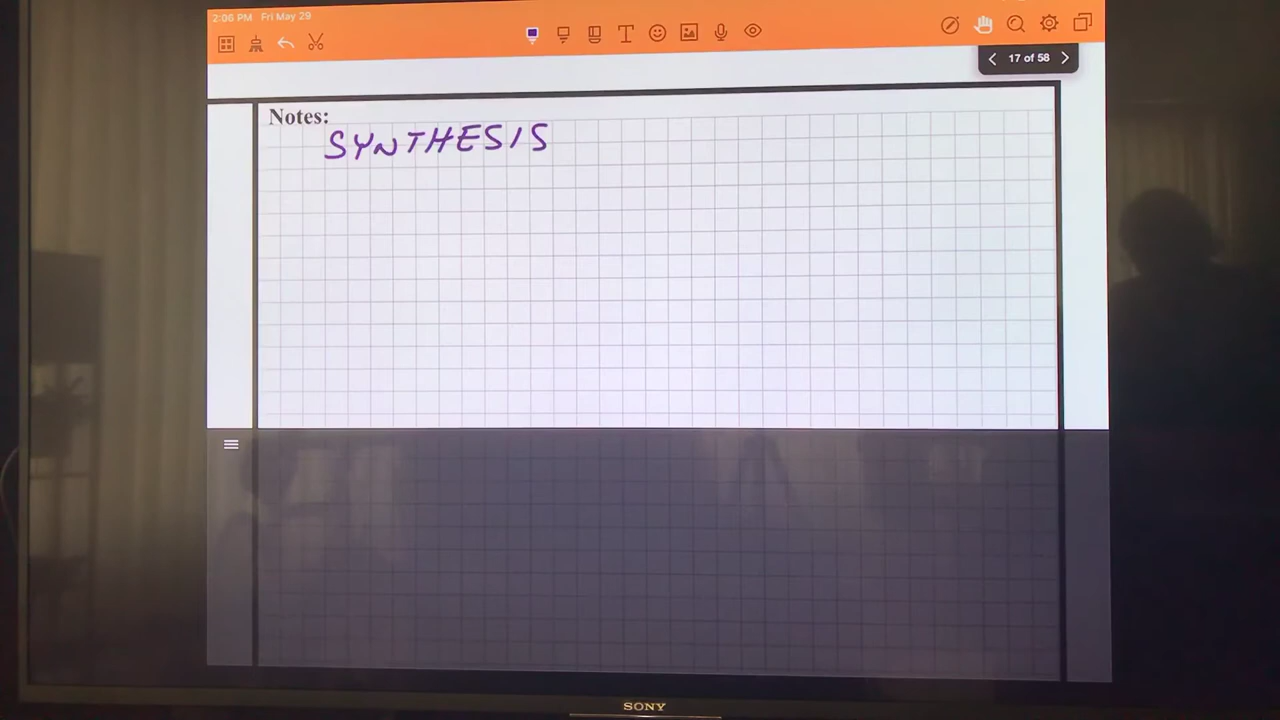 2:06 PM Fri May 29
17 of 58
Notes:
SYNTHESIS
SONY